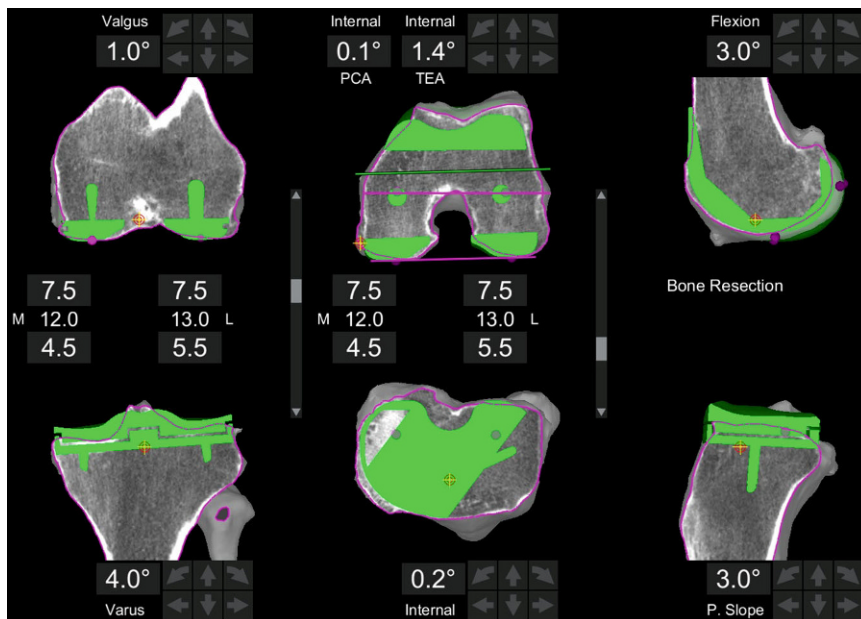 Valgus Internal Internal Flexion
1.0° 0.1° 1.4° 3.0°
PCA TEA
7.5 7.5 7.5 7.5 Bone Resection
M 12.0 13.0 L M 12.0 13.0 L
4.5 5.5 4.5 5.5
4.0° 0.2° 3.0°
Varus Internal P. Slope